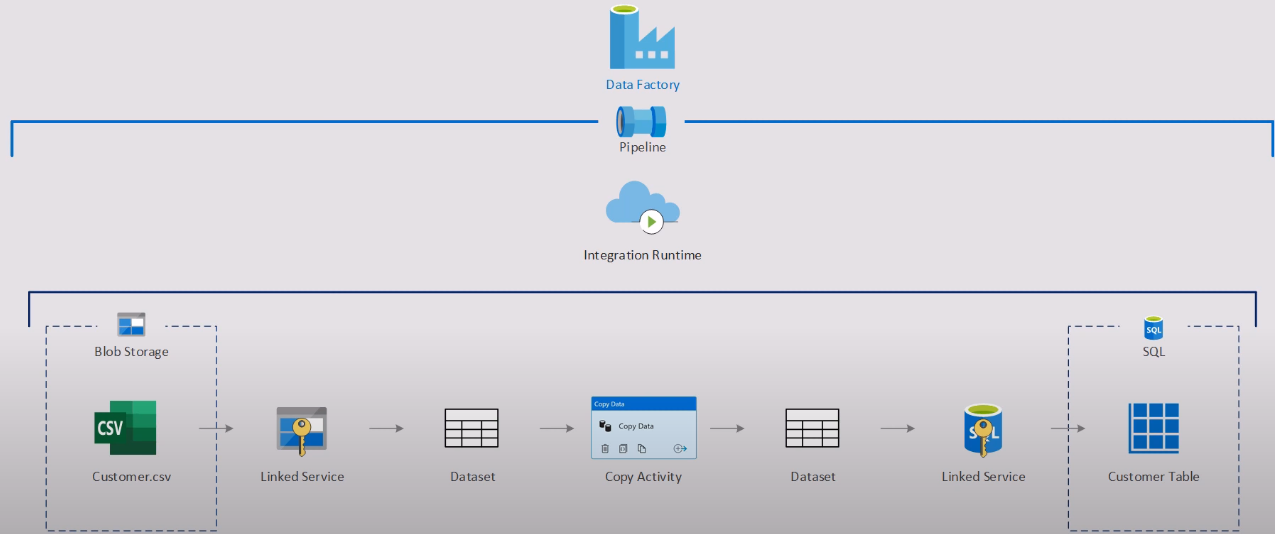 Data Factory
Pipeline
Integration Runtime
Blob Storage
SQL
SQL
CSV
Copy Data
Copy Data
SQL
Customer.csv
Linked Service
Dataset
Copy Activity
Dataset
Linked Service
Customer Table